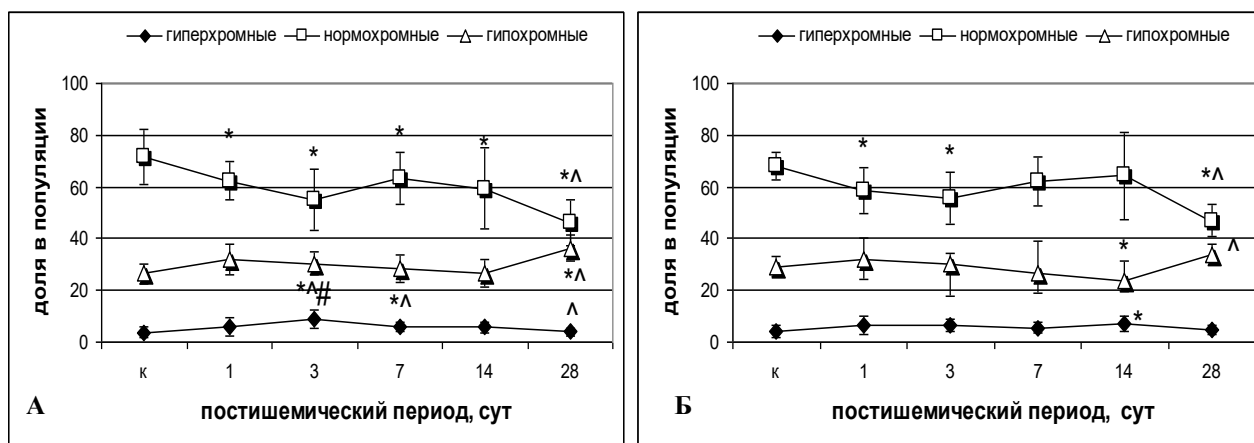 гиперхромные нормохромные гипохромные
доля в популяции
100
80
60
40
20
0
* * * * *^
*^# *^ *^ ^
к 1 3 7 14 28
А постишемический период, сут
гиперхромные нормохромные гипохромные
доля в популяции
100
80
60
40
20
0
* * *^
* ^
*
к 1 3 7 14 28
Б постишемический период, сут